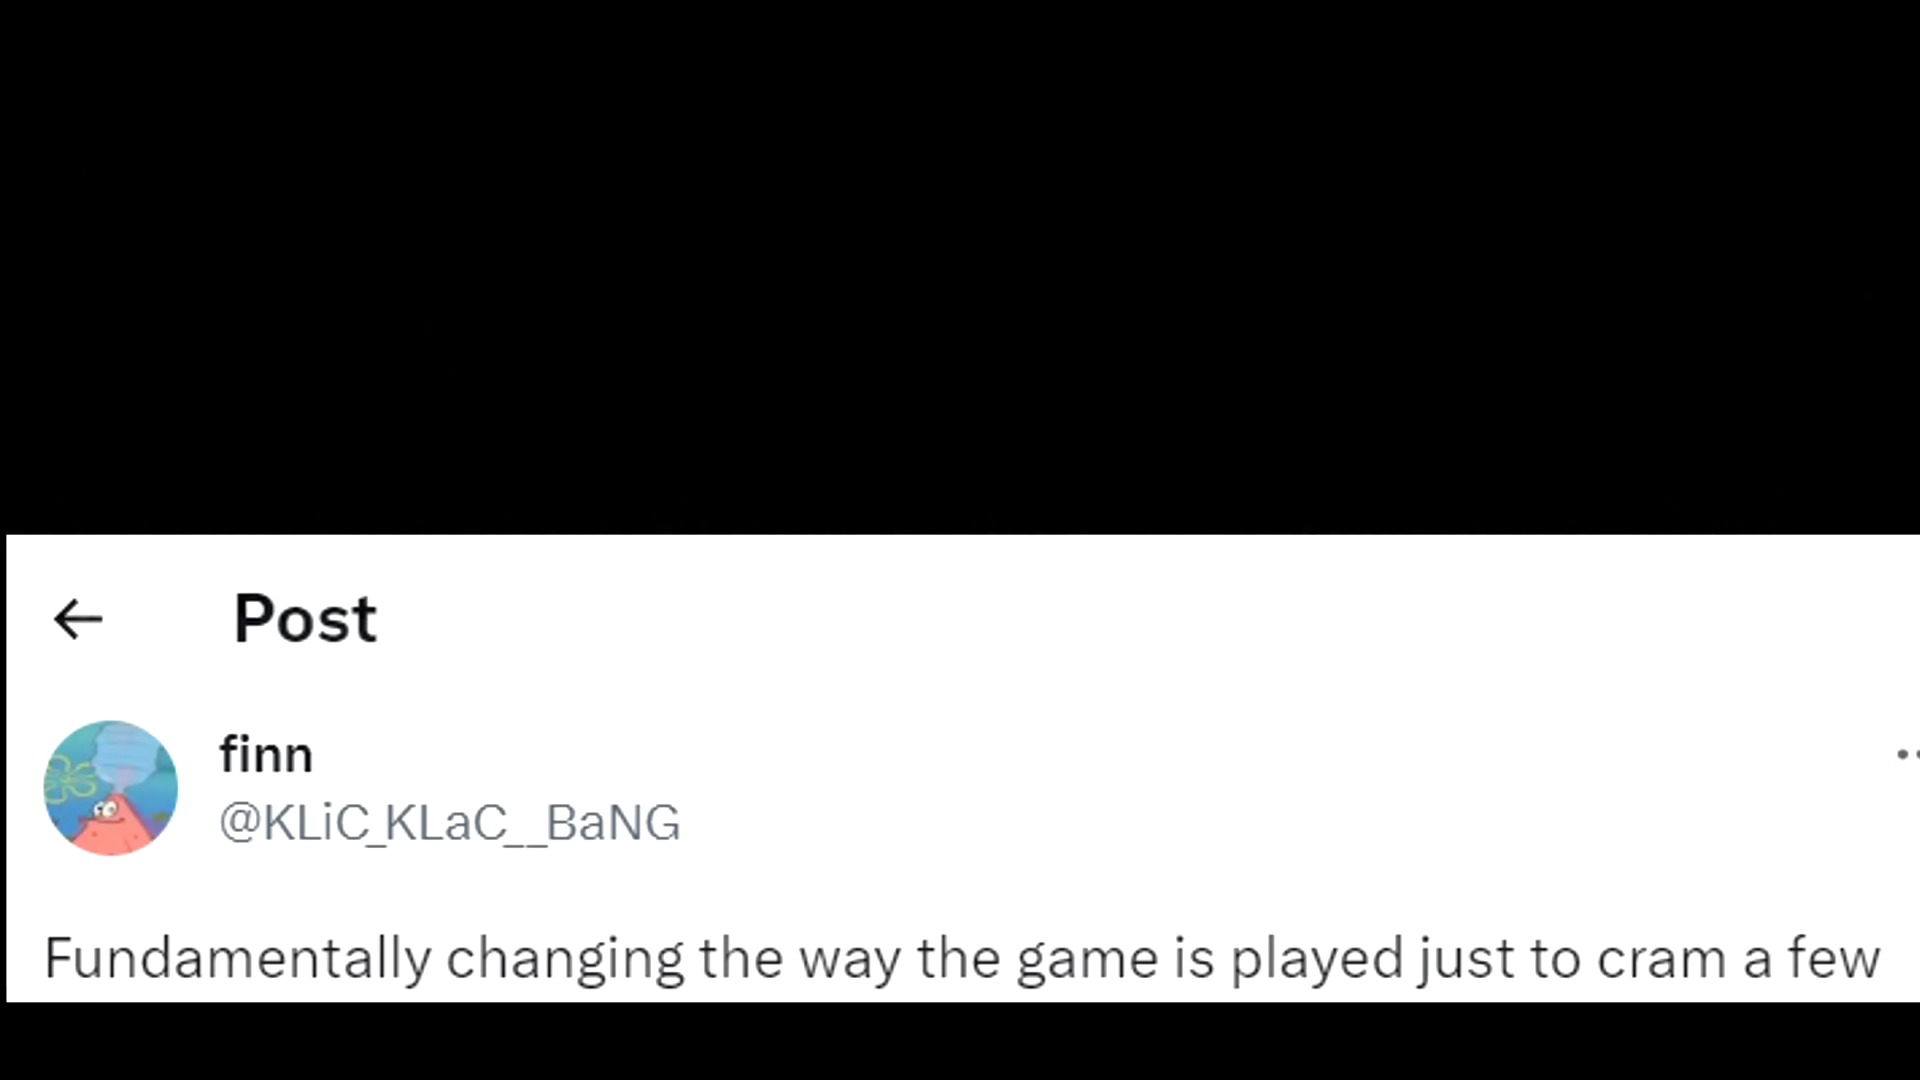 Post
finn
@KLiC_KLaC__BaNG
Fundamentally changing the way the game is played just to cram a few